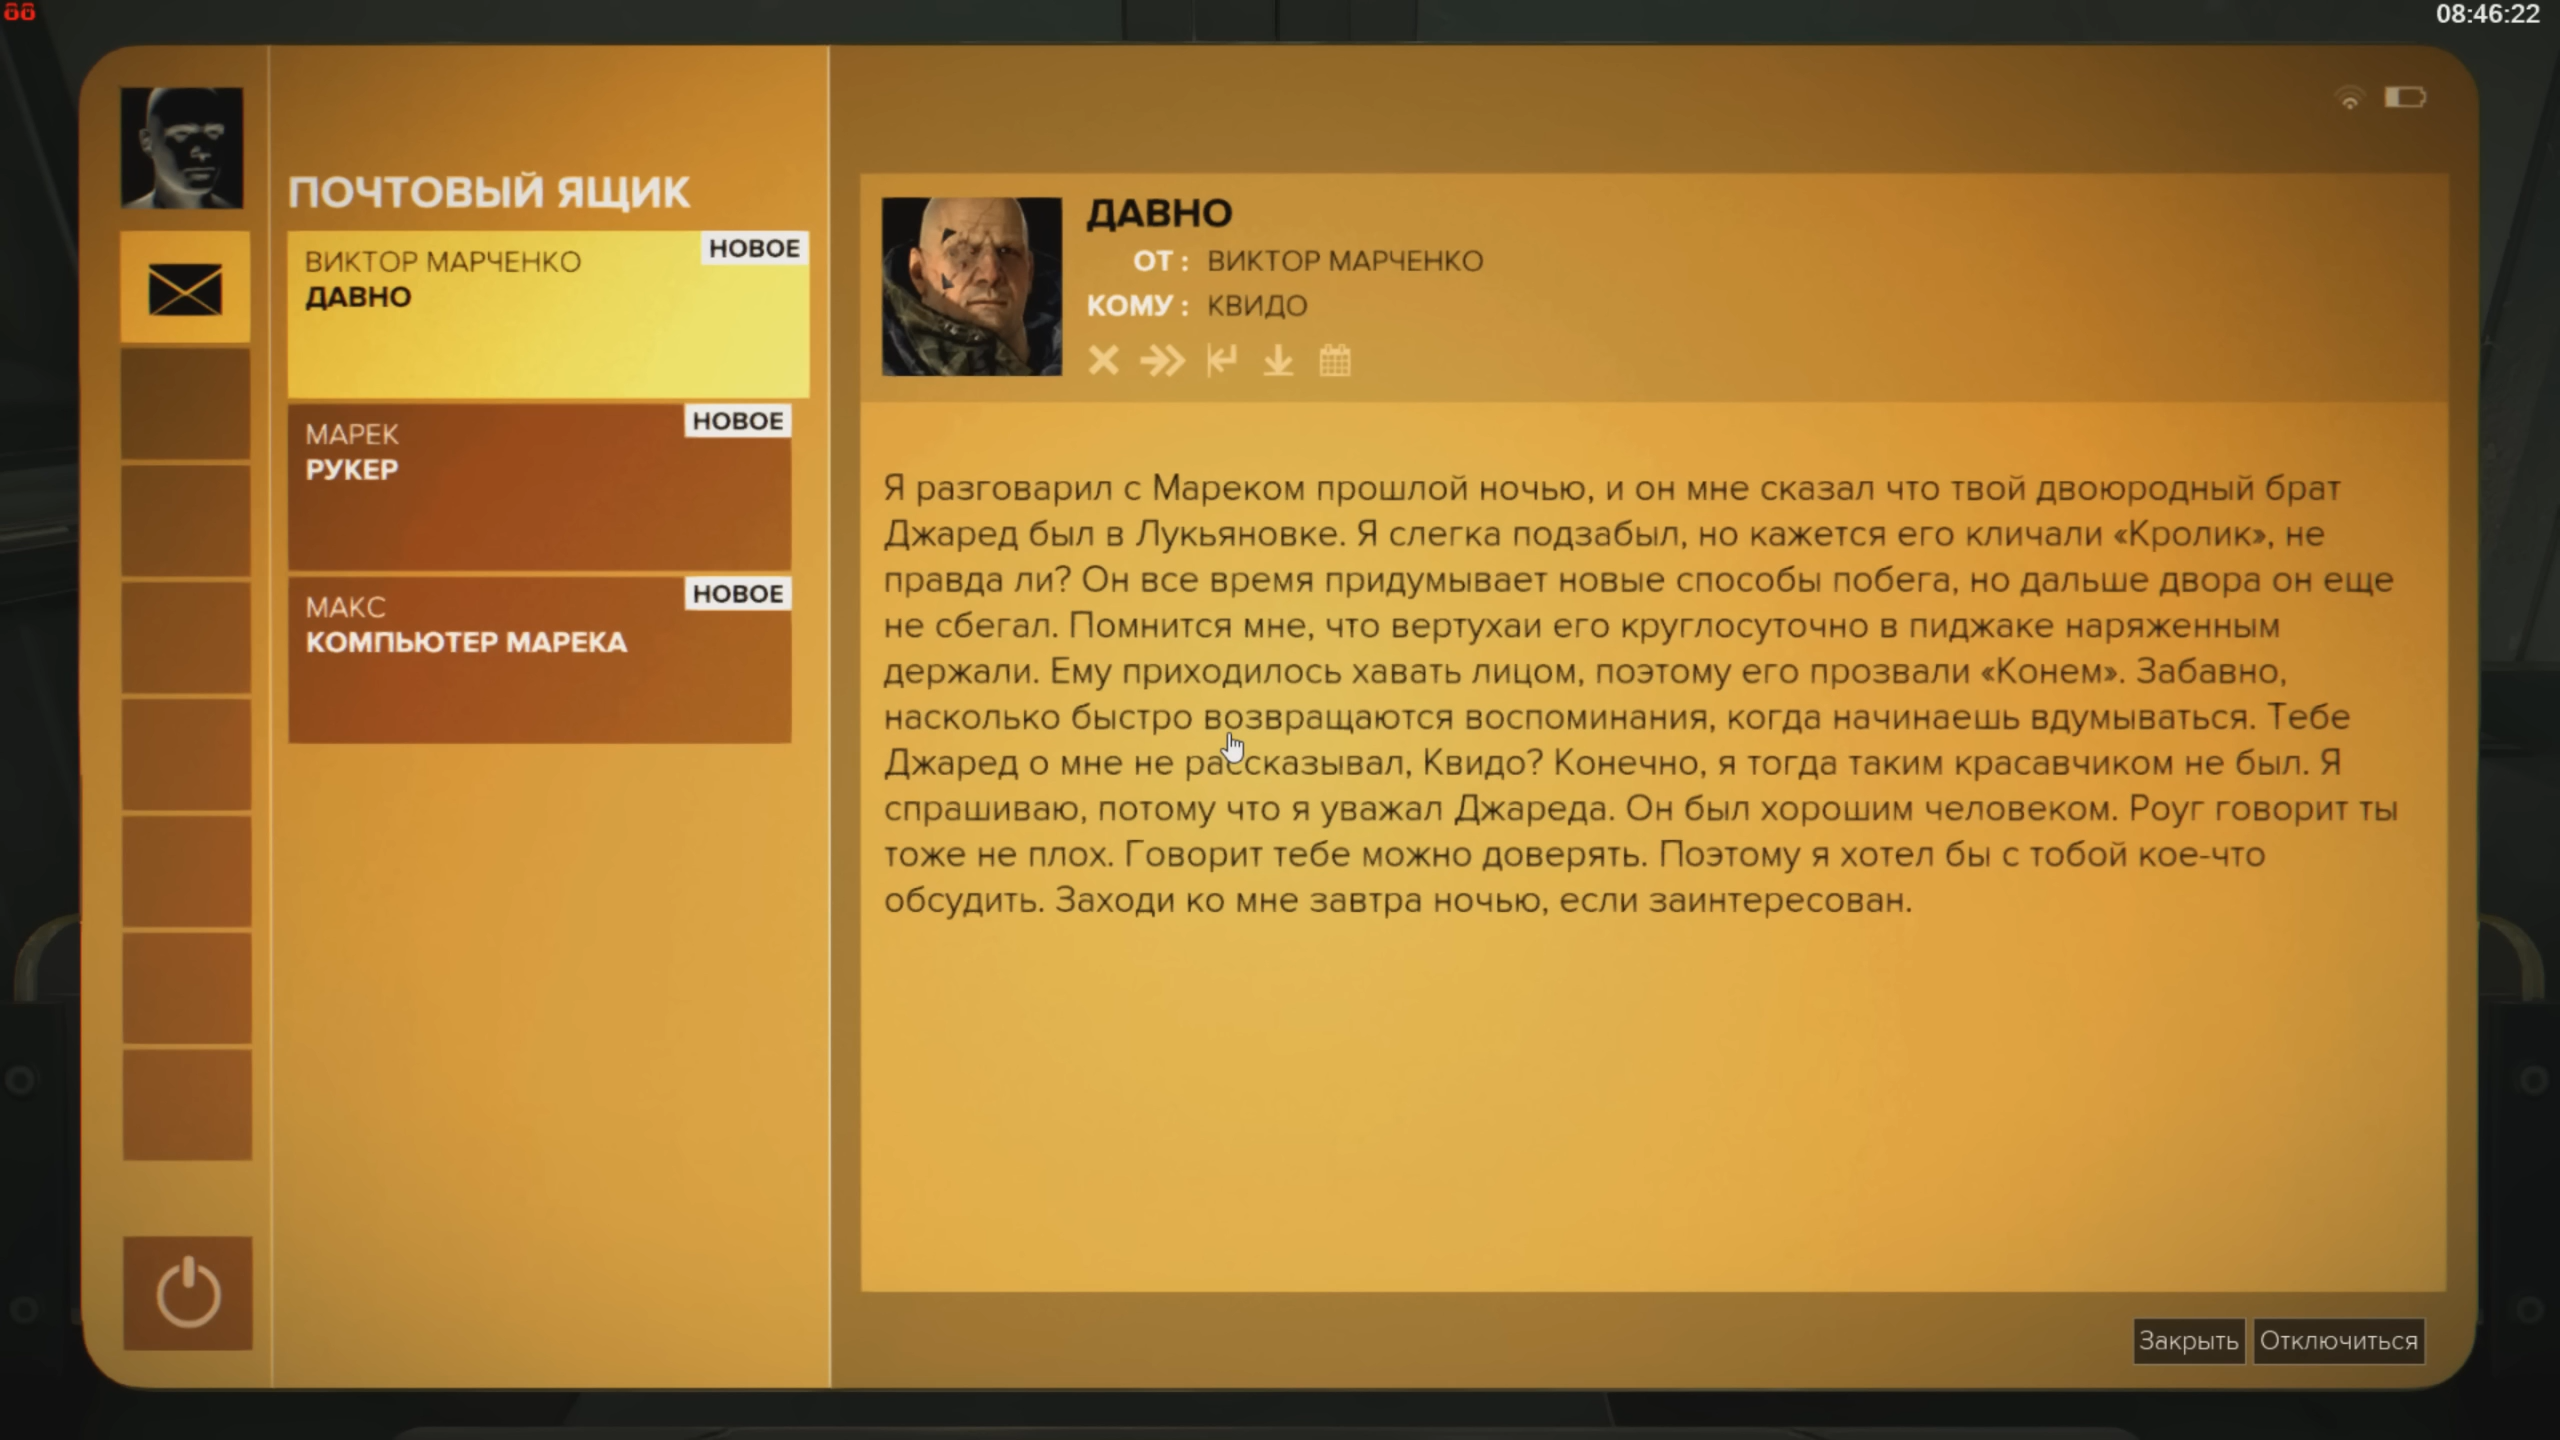 08:46:22
ПОЧТОВЫЙ ЯЩИК
ВИКТОР МАРЧЕНКО
НОВОЕ
ДАВНО
МАРЕК
НОВОЕ
РУКЕР
МАКС
НОВОЕ
КОМПЬЮТЕР МАРЕКА
ДАВНО
ОТ : ВИКТОР МАРЧЕНКО
КОМУ : КВИДО
Я разговарил с Мареком прошлой ночью, и он мне сказал что твой двоюродный брат
Джаред был в Лукьяновке. Я слегка подзабыл, но кажется его кличали «Кролик», не
правда ли? Он все время придумывает новые способы побега, но дальше двора он еще
не сбегал. Помнится мне, что вертухаи его круглосуточно в пиджаке наряженным
держали. Ему приходилось хавать лицом, поэтому его прозвали «Конем». Забавно,
насколько быстро возвращаются воспоминания, когда начинаешь вдумываться. Тебе
Джаред о мне не рассказывал, Квидо? Конечно, я тогда таким красавчиком не был. Я
спрашиваю, потому что я уважал Джареда. Он был хорошим человеком. Роуг говорит ты
тоже не плох. Говорит тебе можно доверять. Поэтому я хотел бы с тобой кое-что
обсудить. Заходи ко мне завтра ночью, если заинтересован.
Закрыть
Отключиться